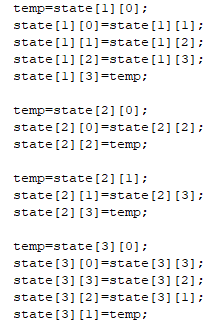 temp=state[1][0];
state[1][0]=state[1][1];
state[1][1]=state[1][2];
state[1][2]=state[1][3];
state[1][3]=temp;

temp=state[2][0];
state[2][0]=state[2][2];
state[2][2]=temp;

temp=state[2][1];
state[2][1]=state[2][3];
state[2][3]=temp;

temp=state[3][0];
state[3][0]=state[3][3];
state[3][3]=state[3][2];
state[3][2]=state[3][1];
state[3][1]=temp;